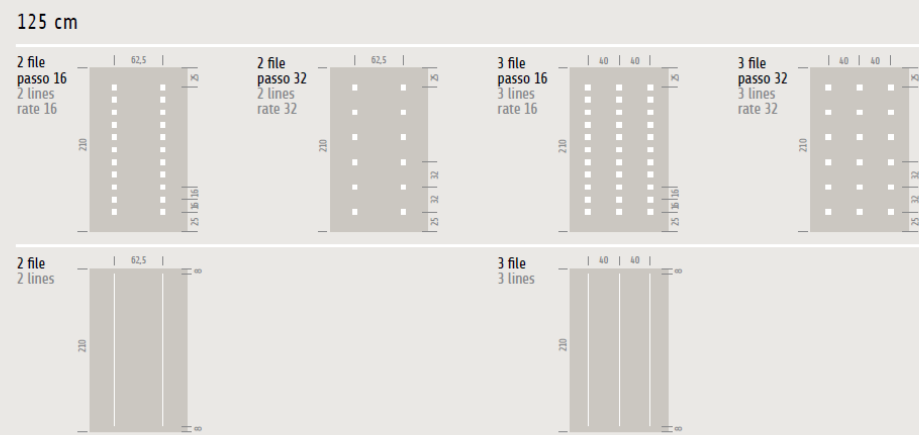 125 cm
2 file
passo 16
2 lines
rate 16
62,5
25
210
16
16
25
2 file
passo 32
2 lines
rate 32
62,5
25
210
32
32
25
3 file
passo 16
3 lines
rate 16
40 40
25
210
16
16
25
3 file
passo 32
3 lines
rate 32
40 40
25
210
32
32
25
2 file
2 lines
62,5
8
210
8
3 file
3 lines
40 40
8
210
8